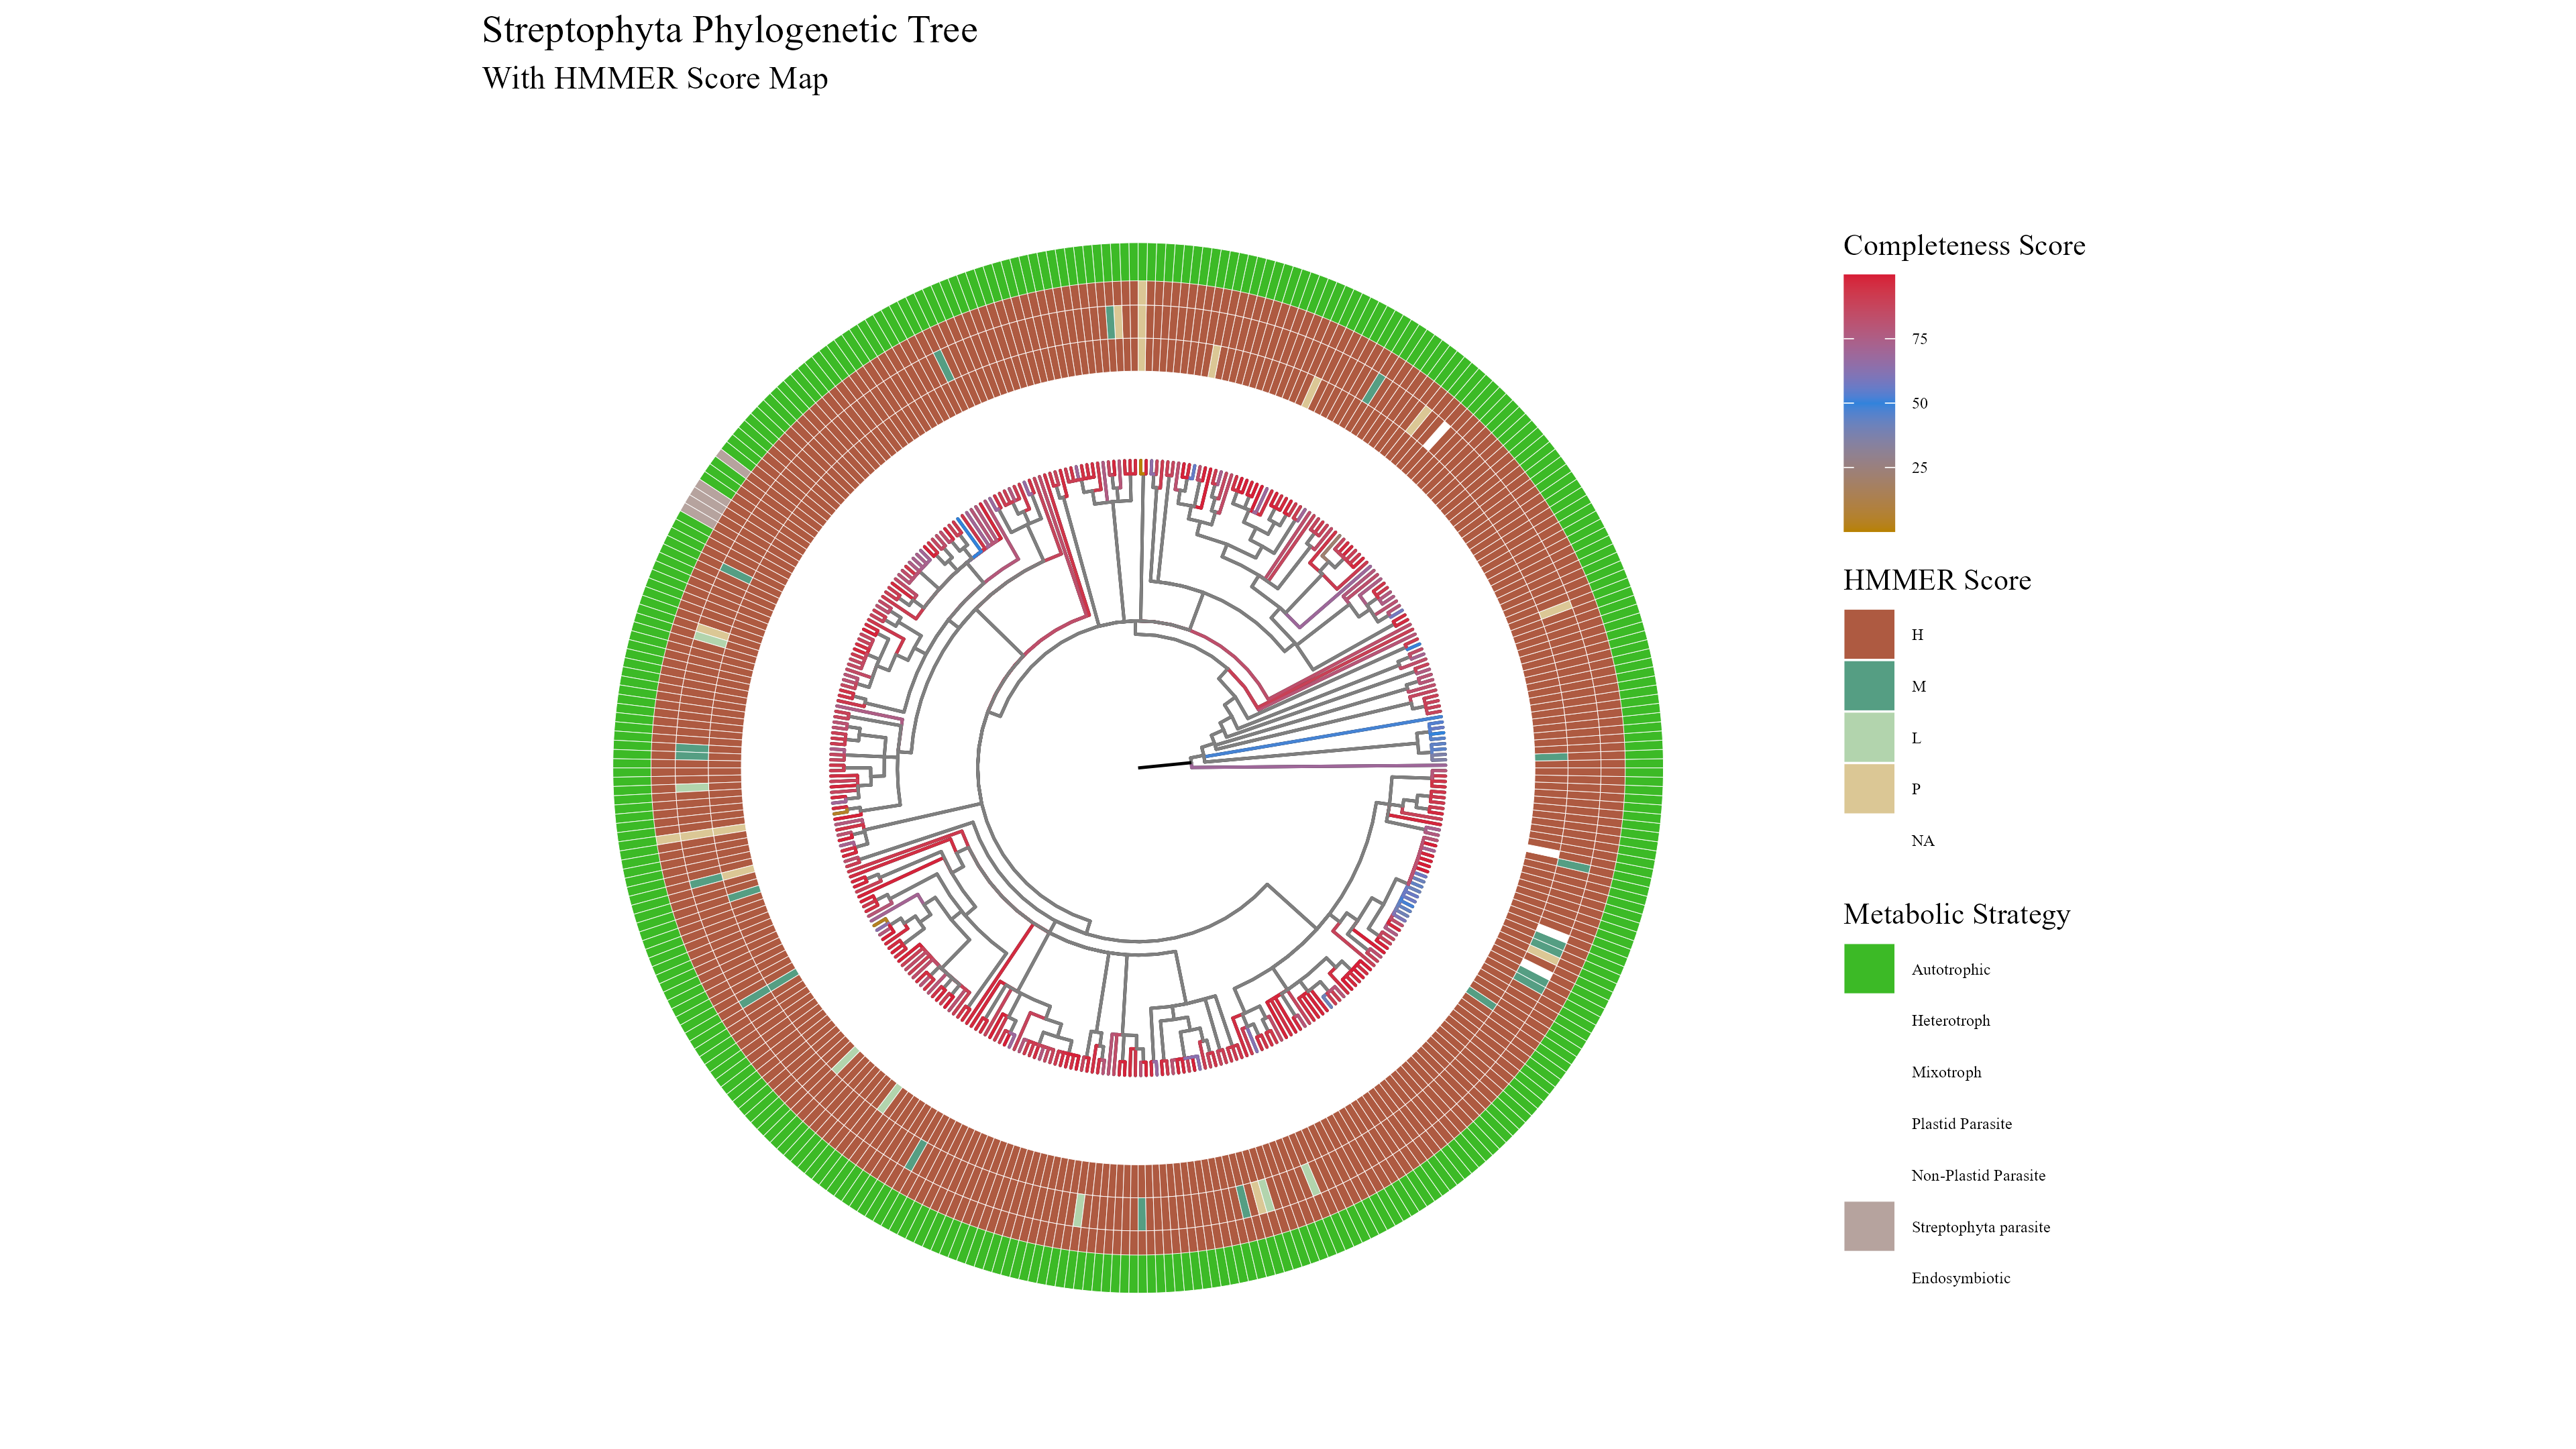 Streptophyta Phylogenetic Tree
With HMMER Score Map
Completeness Score
75
50
25
HMMER Score
H
M
L
P
NA
Metabolic Strategy
Autotrophic
Heterotroph
Mixotroph
Plastid Parasite
Non-Plastid Parasite
Streptophyta parasite
Endosymbiotic